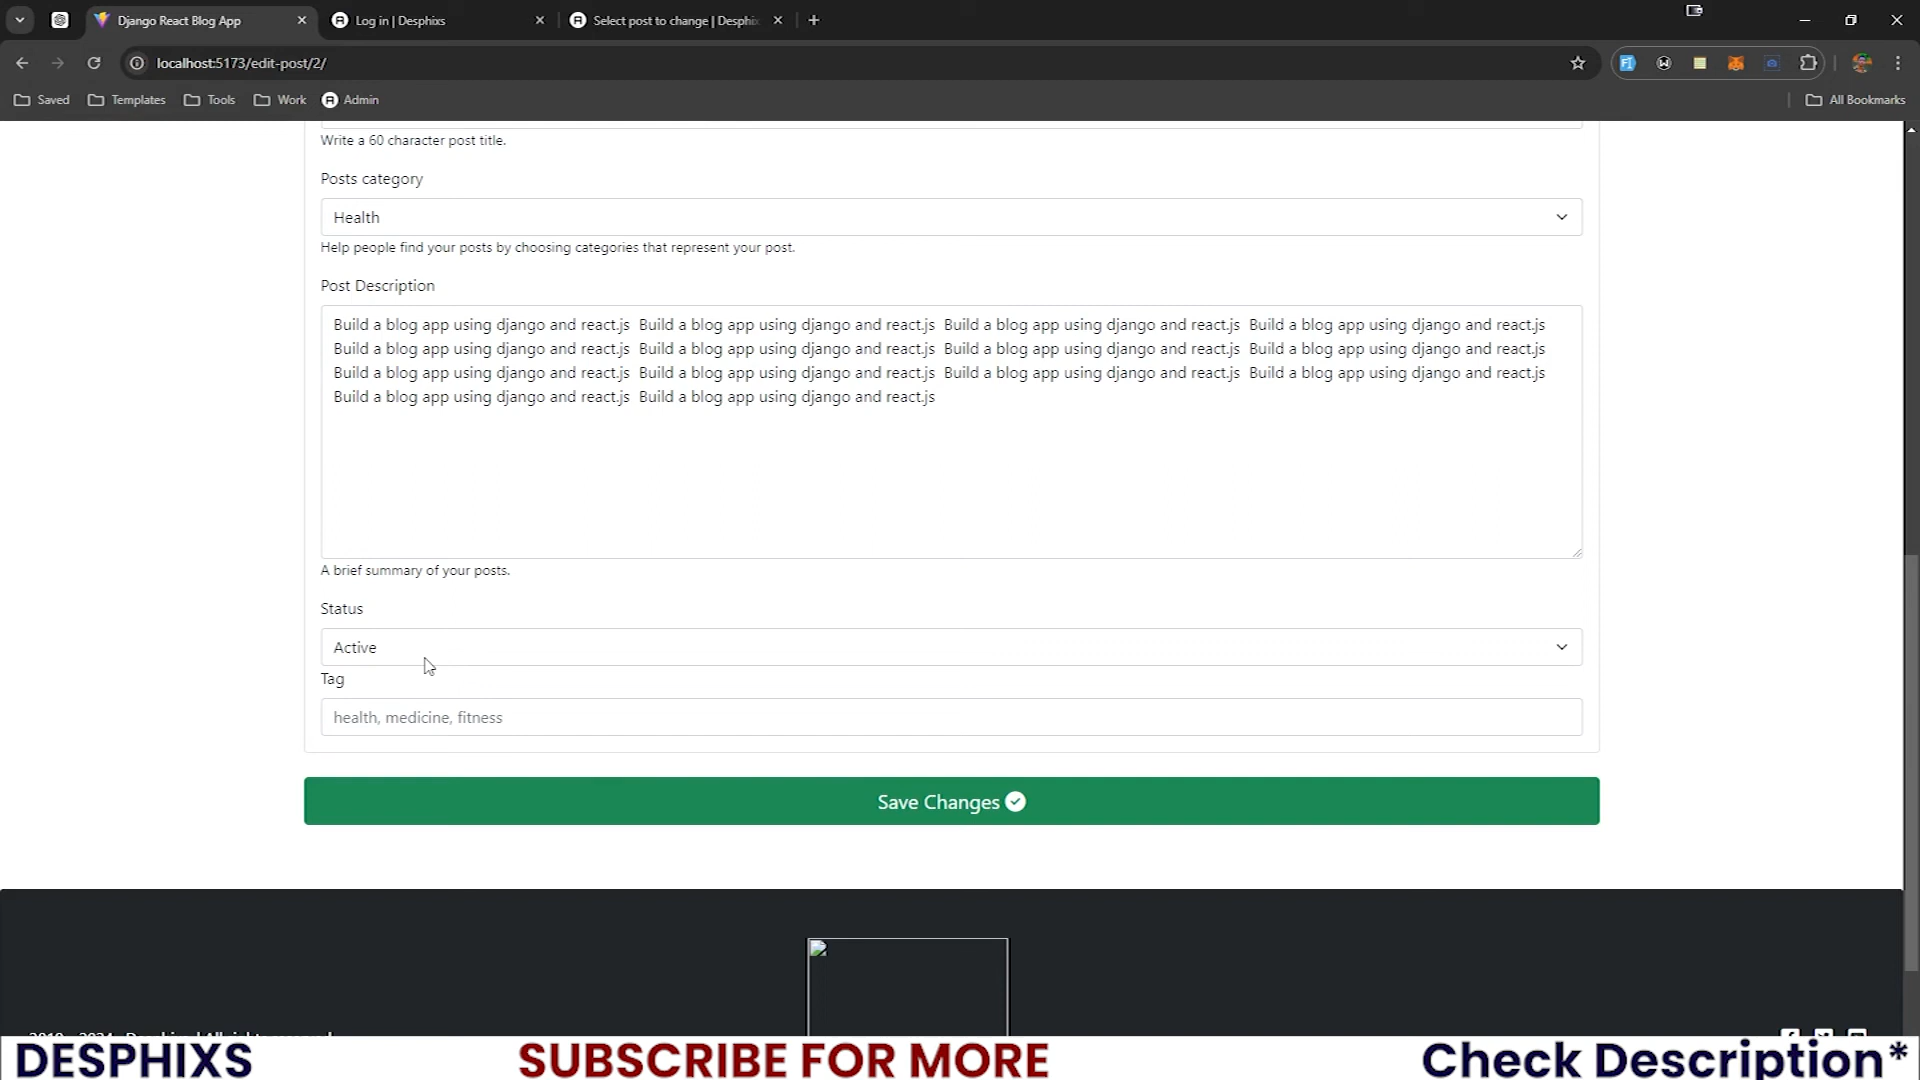 Django React Blog App
Log in | Desphixs
Select post to change | Desphix
localhost:5173/edit-post/2/
Saved
Templates
Tools
Work
Admin
All Bookmarks
Write a 60 character post title.
Posts category
Health
Help people find your posts by choosing categories that represent your post.
Post Description
Build a blog app using django and react.js Build a blog app using django and react.js Build a blog app using django and react.js Build a blog app using django and react.js
Build a blog app using django and react.js Build a blog app using django and react.js Build a blog app using django and react.js Build a blog app using django and react.js
Build a blog app using django and react.js Build a blog app using django and react.js Build a blog app using django and react.js Build a blog app using django and react.js
Build a blog app using django and react.js Build a blog app using django and react.js
A brief summary of your posts.
Status
Active
Tag
health, medicine, fitness
Save Changes
DESPHIXS
SUBSCRIBE FOR MORE
Check Description*